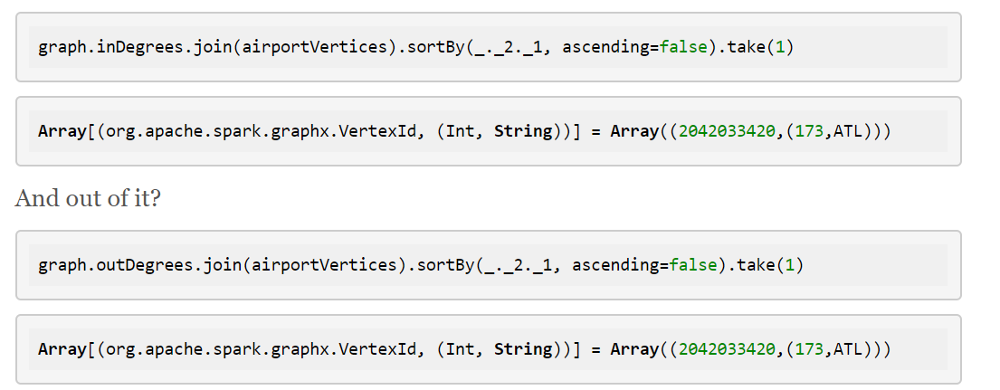 graph.inDegrees.join(airportVertices).sortBy(_._2._1, ascending=false).take(1)
Array[(org.apache.spark.graphx.VertexId, (Int, String))] = Array((2042033420,(173,ATL)))
And out of it?
graph.outDegrees.join(airportVertices).sortBy(_._2._1, ascending=false).take(1)
Array[(org.apache.spark.graphx.VertexId, (Int, String))] = Array((2042033420,(173,ATL)))